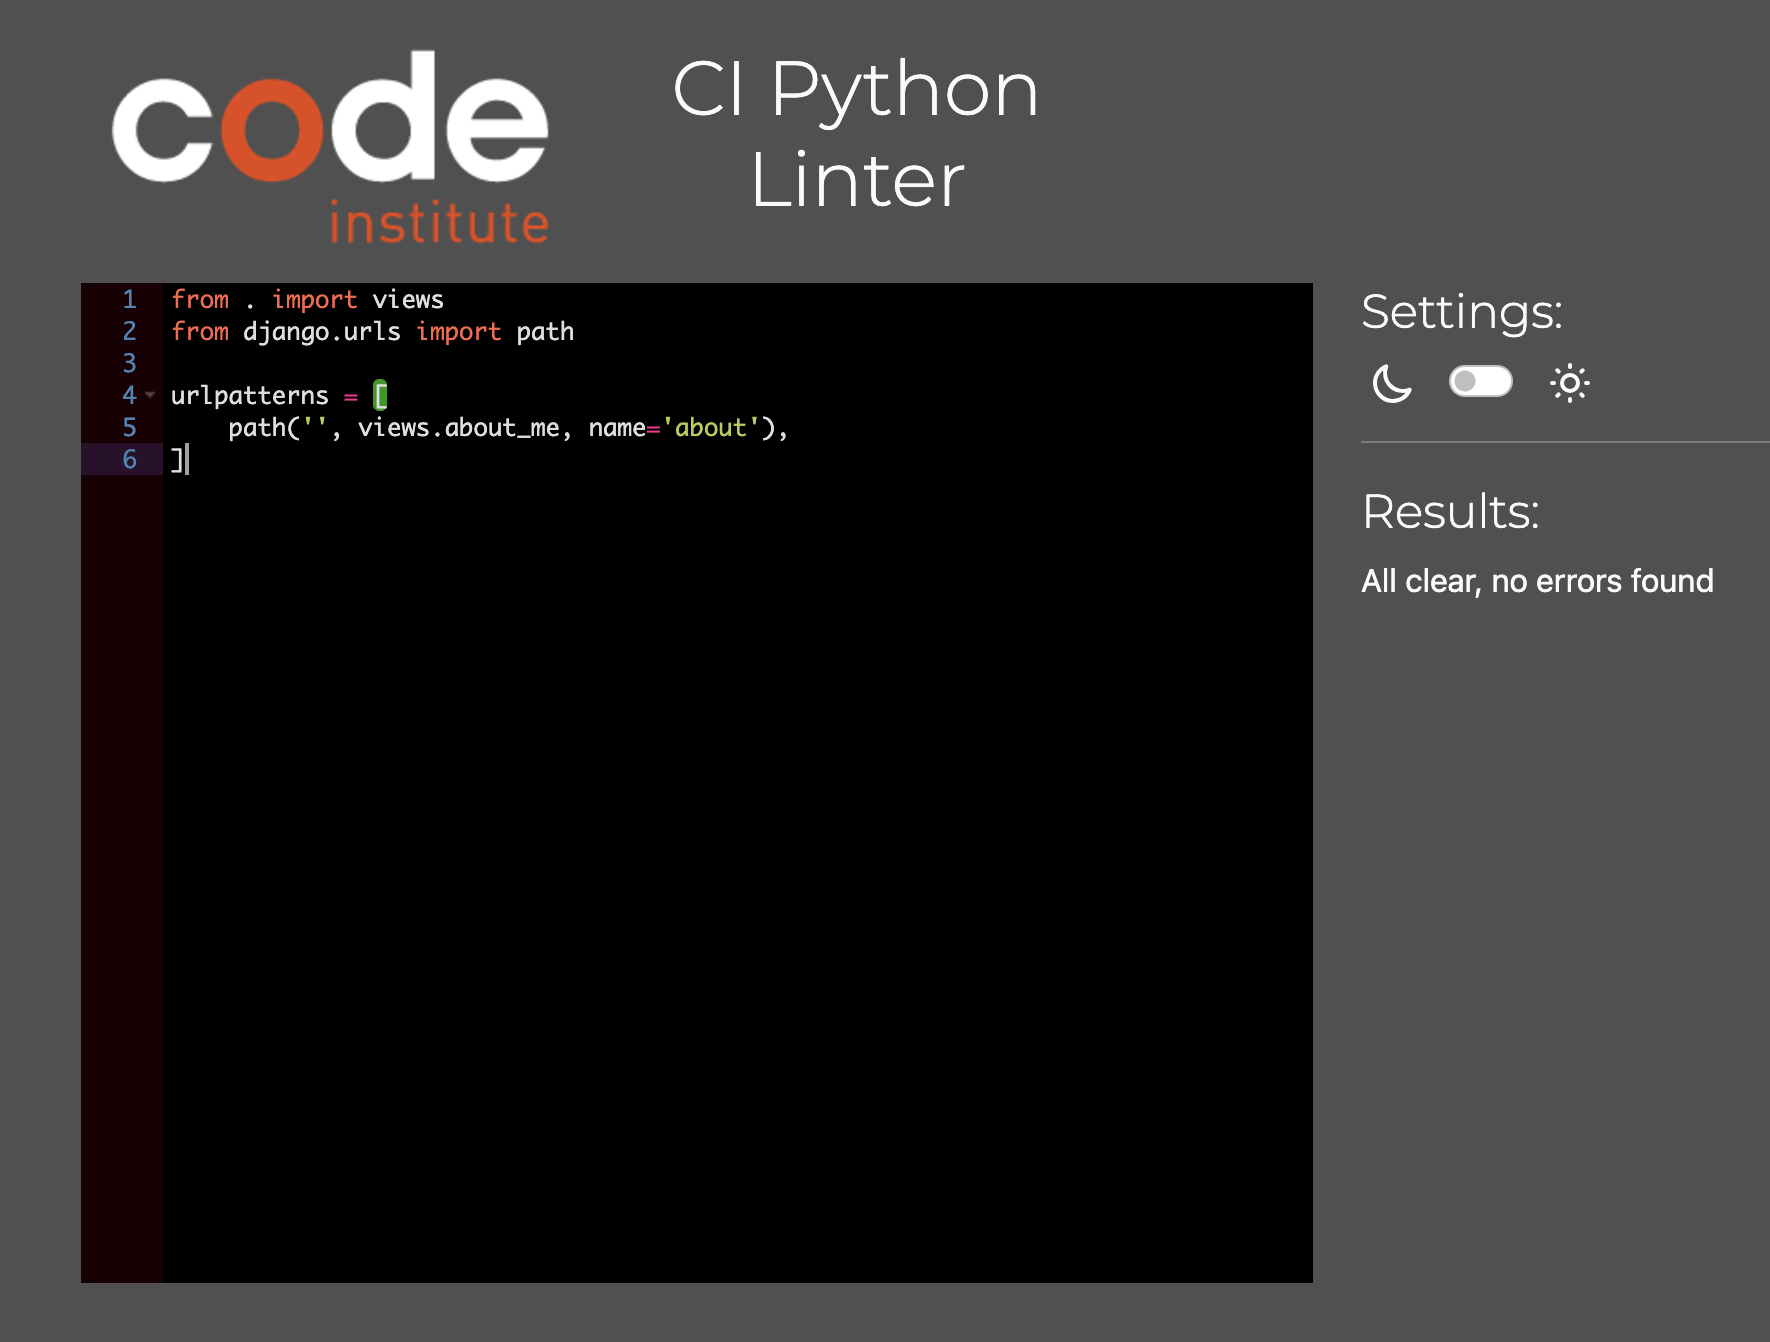 code
institute
CI Python
Linter
1 from . import views
2 from django.urls import path
3
4 urlpatterns = [
5     path('', views.about_me, name='about'),
6 ]
Settings:
Results:
All clear, no errors found